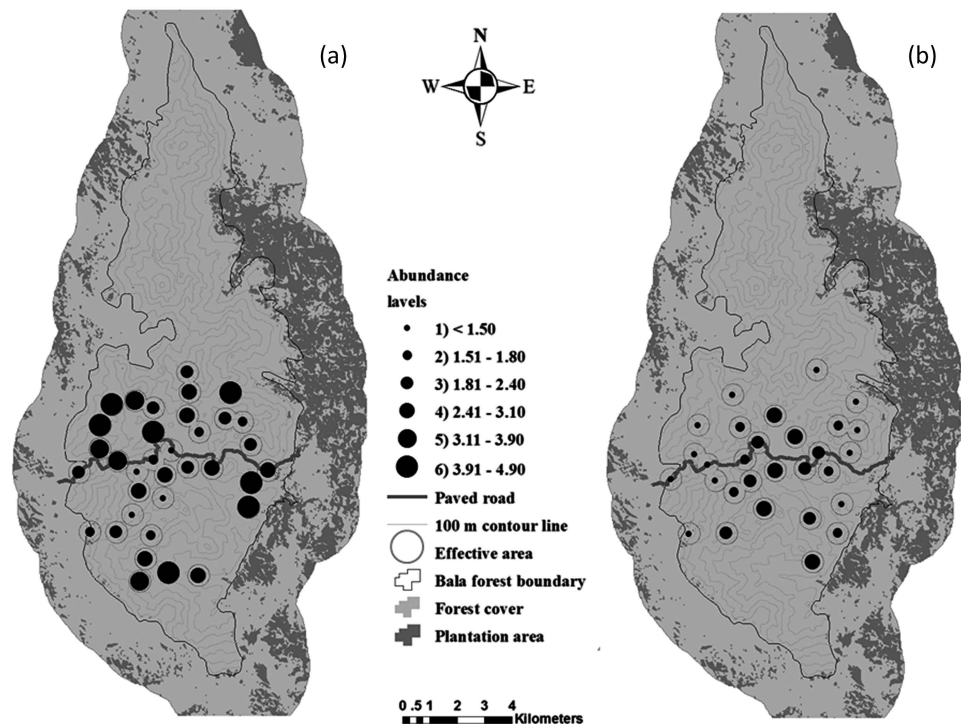 (a)
N
(b)
W E
S
Abundance
lavels
1) < 1.50
2) 1.51 - 1.80
3) 1.81 - 2.40
4) 2.41 - 3.10
5) 3.11 - 3.90
6) 3.91 - 4.90
Paved road
100 m contour line
Effective area
Bala forest boundary
Forest cover
Plantation area
0 .5 1 2 3 4
Kilometers